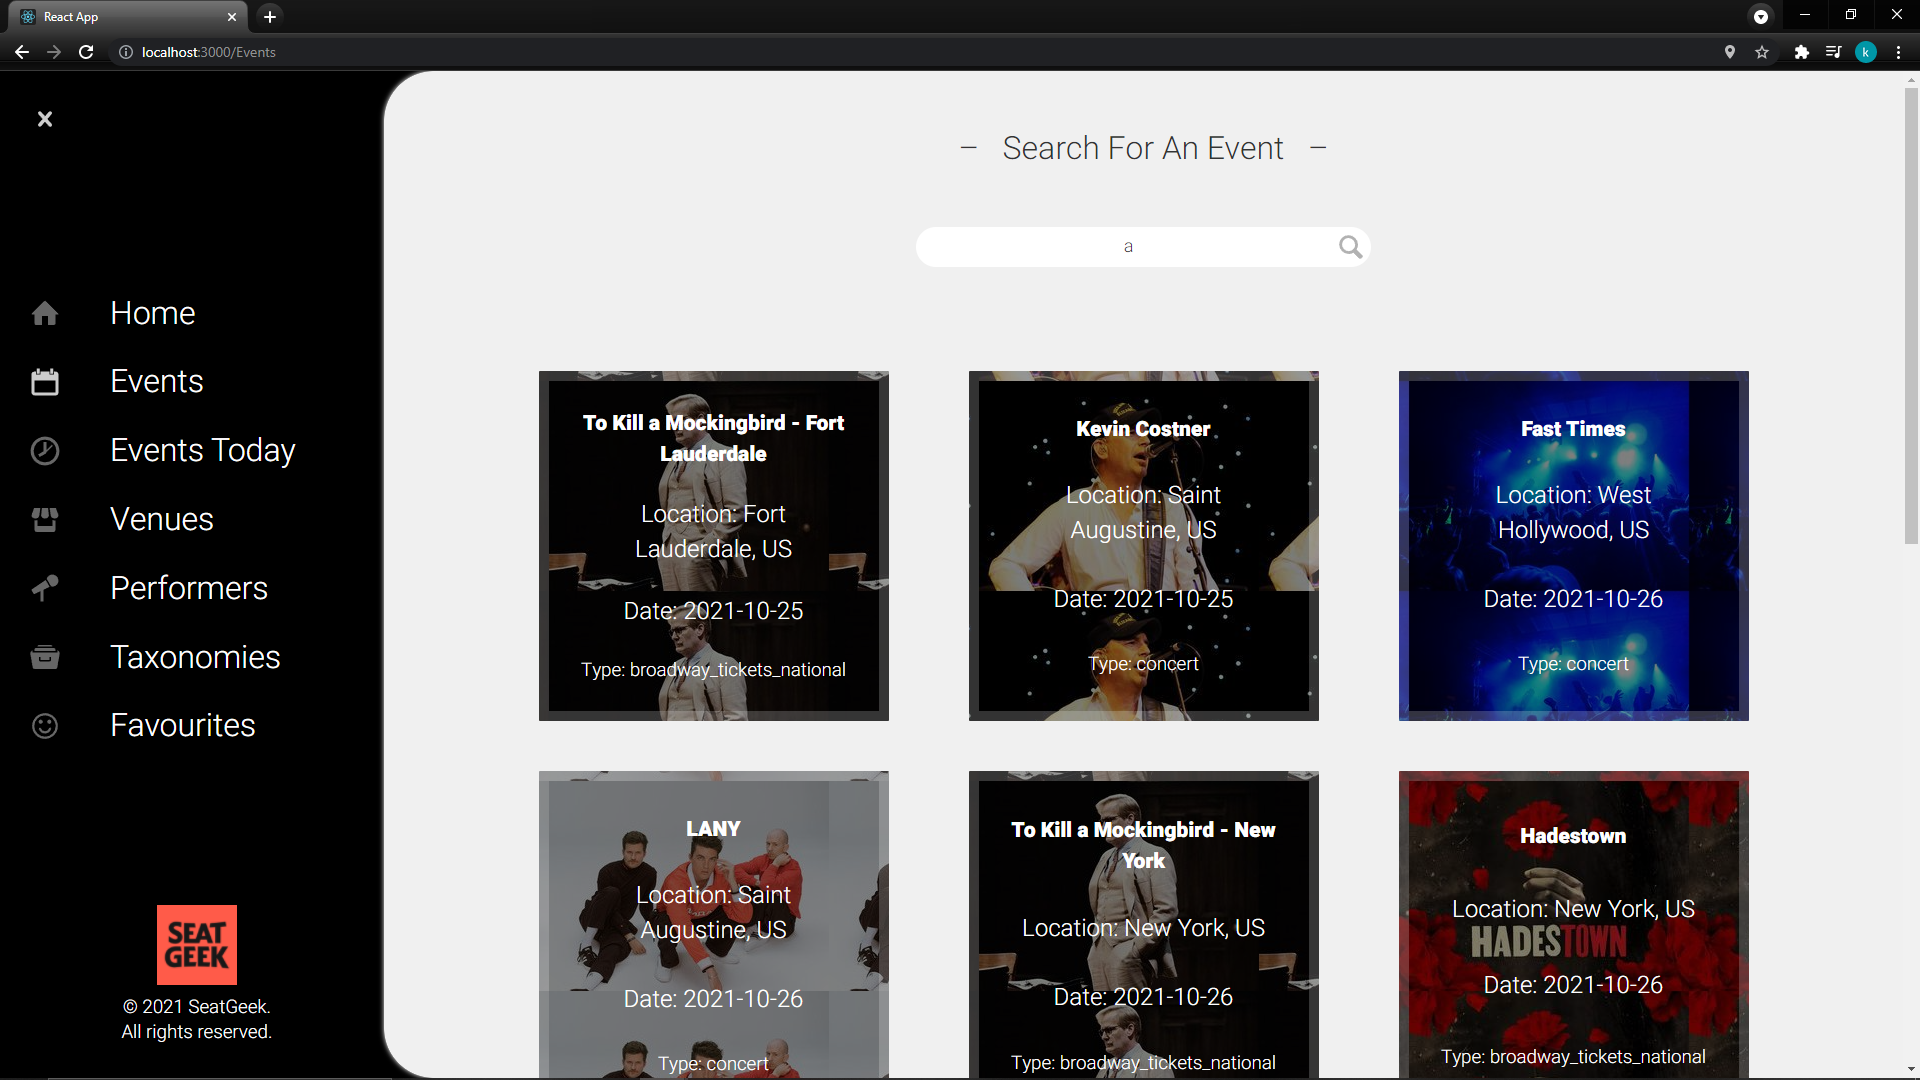 React App
localhost:3000/Events
k
Search For An Event
a
Home
Events
Events Today
Venues
Performers
Taxonomies
Favourites
SEAT
GEEK
© 2021 SeatGeek.
All rights reserved.
To Kill a Mockingbird - Fort
Lauderdale
Location: Fort
Lauderdale, US
Date: 2021-10-25
Type: broadway_tickets_national
Kevin Costner
Location: Saint
Augustine, US
Date: 2021-10-25
Type: concert
Fast Times
Location: West
Hollywood, US
Date: 2021-10-26
Type: concert
LANY
Location: Saint
Augustine, US
Date: 2021-10-26
Type: concert
To Kill a Mockingbird - New
York
Location: New York, US
Date: 2021-10-26
Type: broadway_tickets_national
Hadestown
Location: New York, US
HADESTOWN
Date: 2021-10-26
Type: broadway_tickets_national